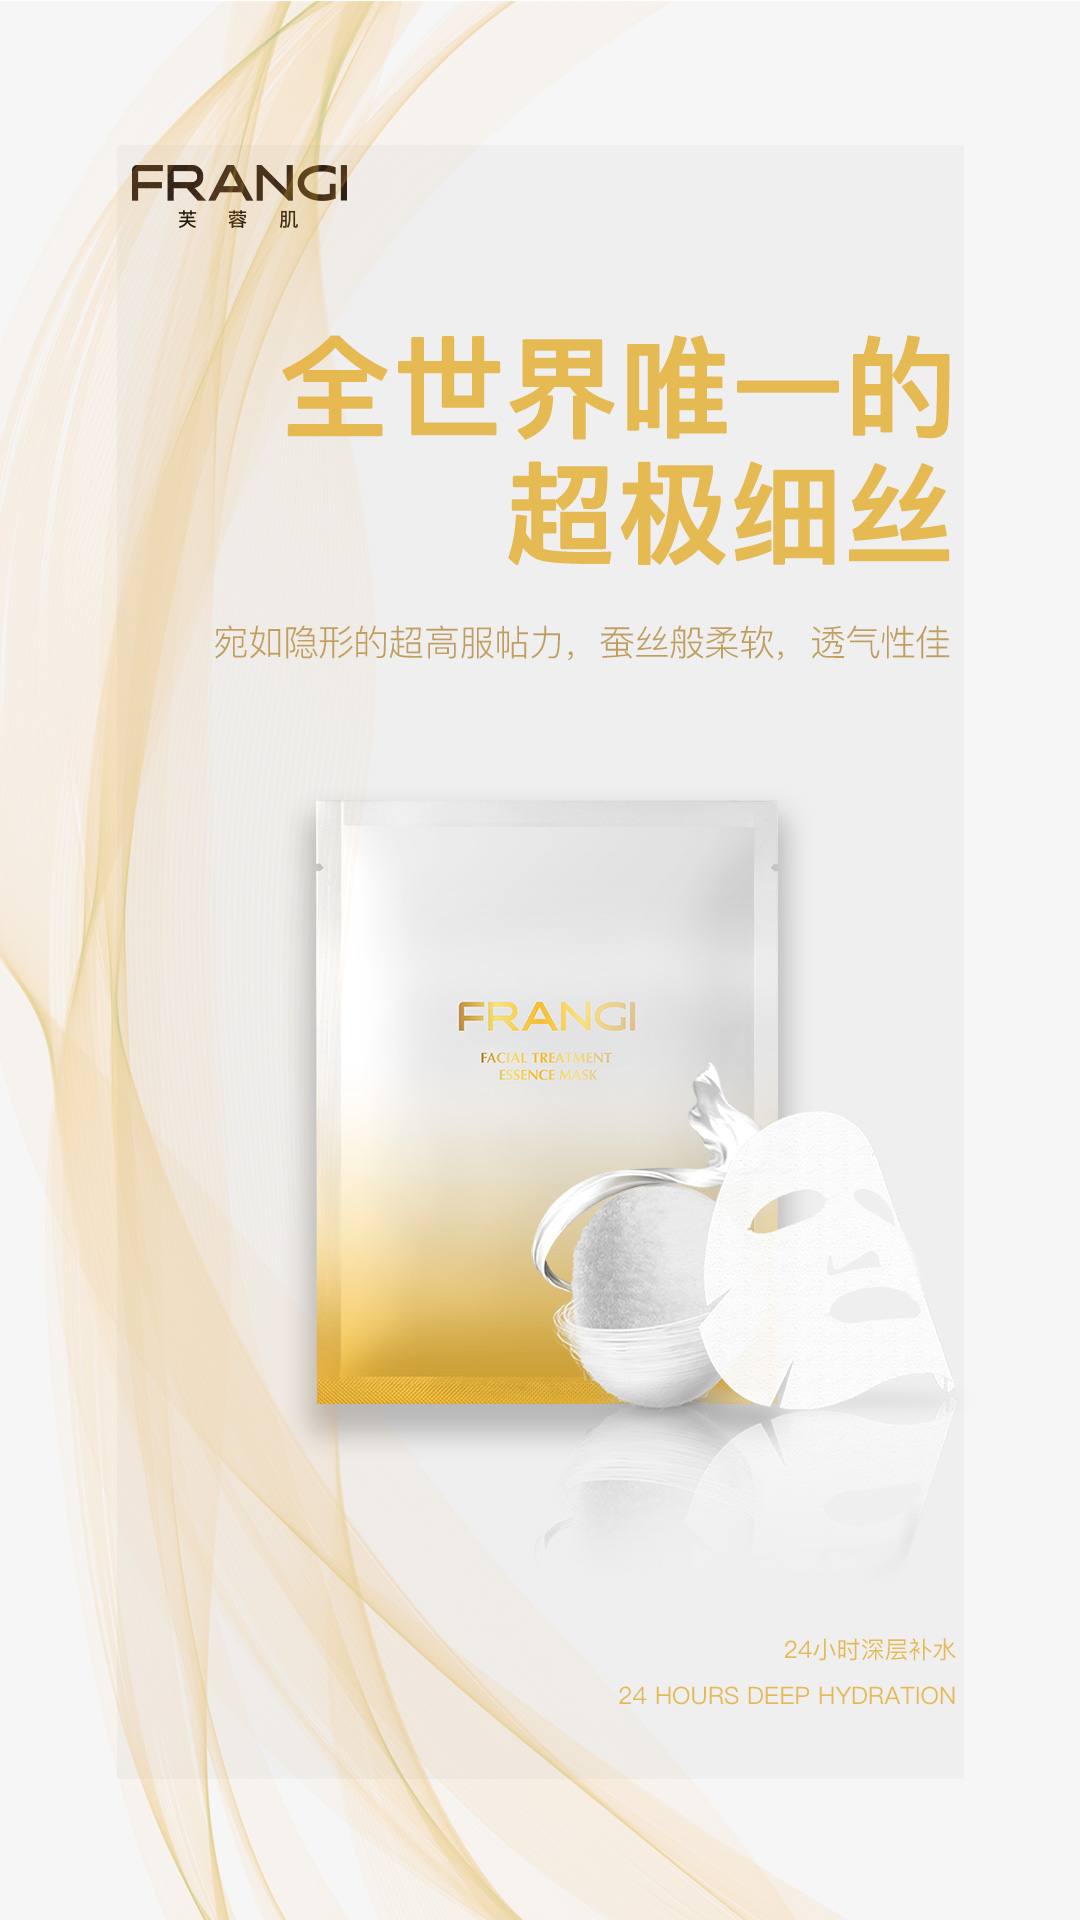 FRANGI
芙蓉肌
全世界唯一的
超极细丝
宛如隐形的超高服帖力，蚕丝般柔软，透气性佳
FRANGI
FACIAL TREATMENT
ESSENCE MASK
24小时深层补水
24 HOURS DEEP HYDRATION